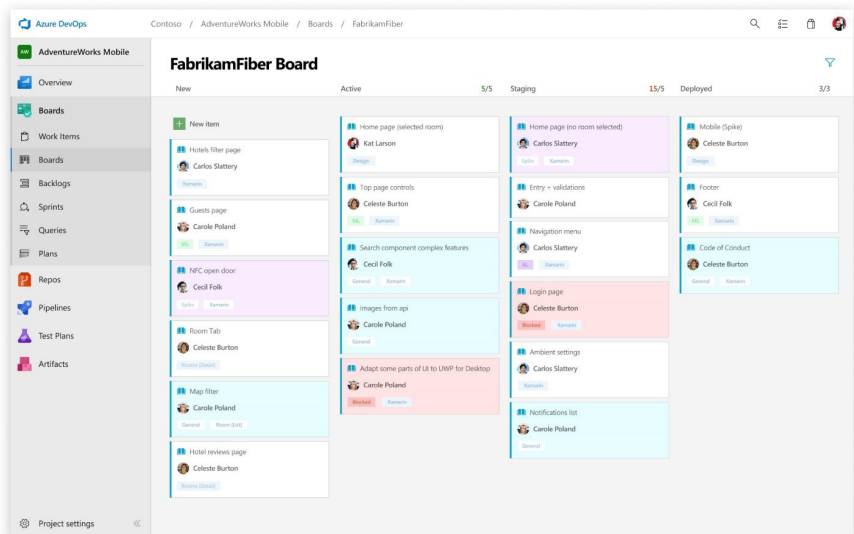 Azure DevOps
Contoso / AdventureWorks Mobile / Boards / FabrikamFiber
AW AdventureWorks Mobile
Overview
Boards
Work Items
Boards
Backlogs
Sprints
Queries
Plans
Repos
Pipelines
Test Plans
Artifacts
Project settings
FabrikamFiber Board
New
New item
Hotels filter page
Carlos Slattery
Xamarin
Guests page
Carole Poland
ML Xamarin
NFC open door
Cecil Folk
Spike Xamarin
Room Tab
Celeste Burton
Rooms (Detail)
Map filter
Carole Poland
General Room (List)
Hotel reviews page
Celeste Burton
Rooms (Detail)
Active 5/5
Home page (selected room)
Kat Larson
Design
Top page controls
Celeste Burton
ML Xamarin
Search component complex features
Cecil Folk
General Xamarin
Images from api
Carole Poland
General
Adapt some parts of UI to UWP for Desktop
Carole Poland
Blocked Xamarin
Staging 15/5
Home page (no room selected)
Carlos Slattery
Spike Xamarin
Entry + validations
Carole Poland
Navigation menu
Carlos Slattery
Xamarin
Login page
Celeste Burton
Blocked Xamarin
Ambient settings
Carlos Slattery
Xamarin
Notifications list
Carole Poland
General
Deployed 3/3
Mobile (Spike)
Celeste Burton
Design
Footer
Cecil Folk
ML Xamarin
Code of Conduct
Celeste Burton
General Xamarin